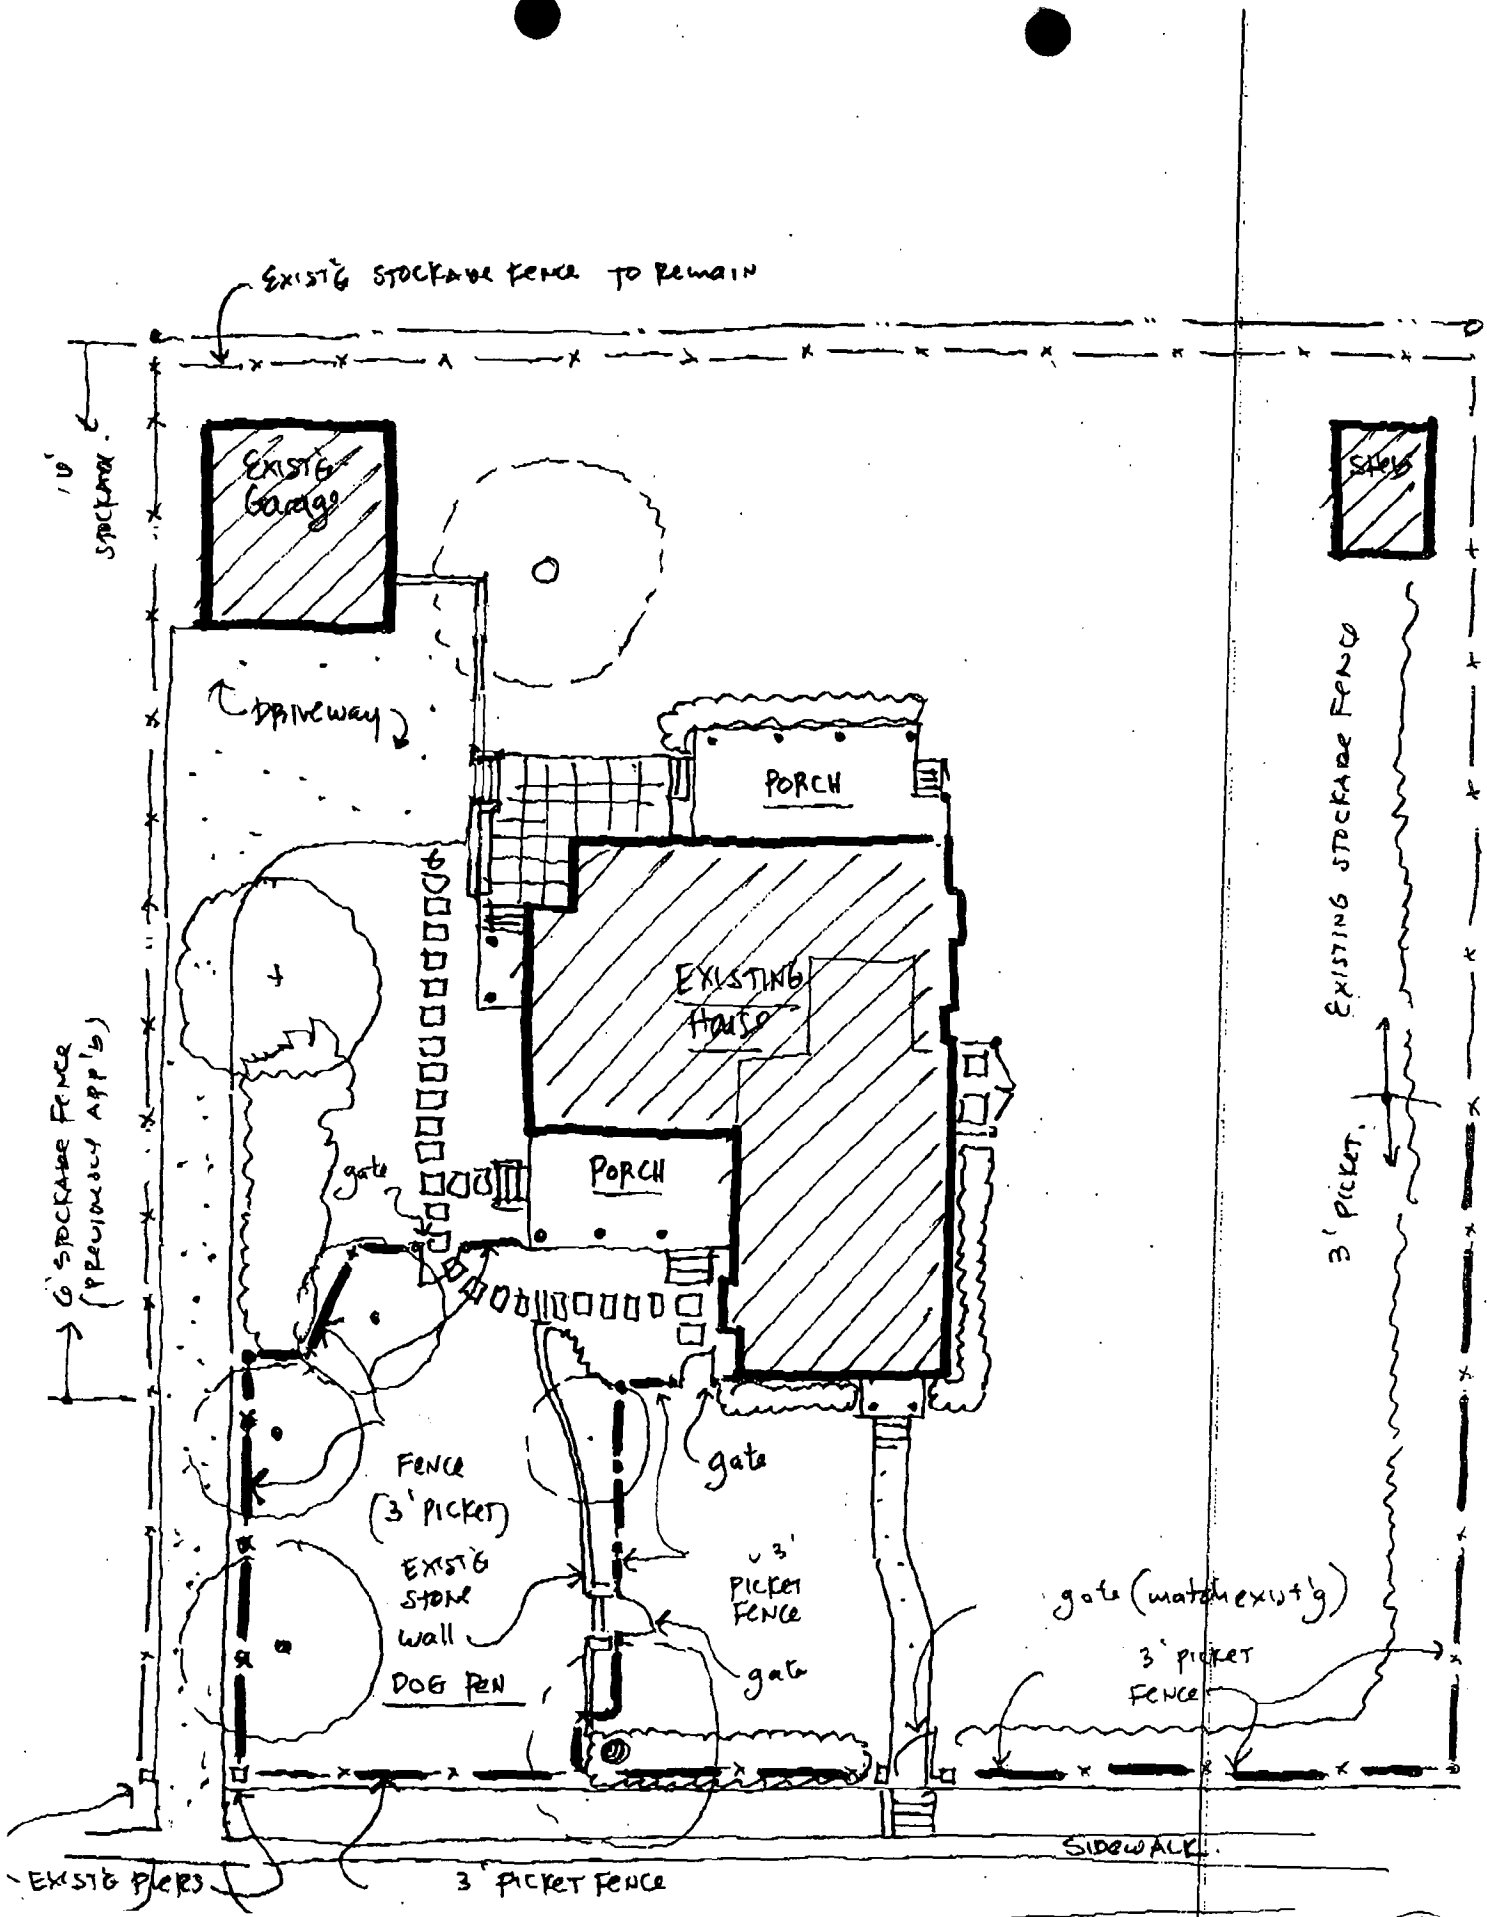 EXIST'G STOCKADE FENCE TO REMAIN
STOCKADE.
EXIST'G
Garage
SHED
DRIVEWAY
PORCH
EXISTING STOCKADE FENCE
EXISTING
House
6' STOCKADE FENCE
(PREVIOUSLY APP'D)
gate
PORCH
3' PICKET.
FENCE
(3' PICKET)
gate
EXIST'G
STONE
wall
3'
PICKET
FENCE
gate (match exist'g)
DOG PEN
gate
3' PICKET
FENCE
SIDEWALK.
EXIST'G PIERS
3' PICKET FENCE